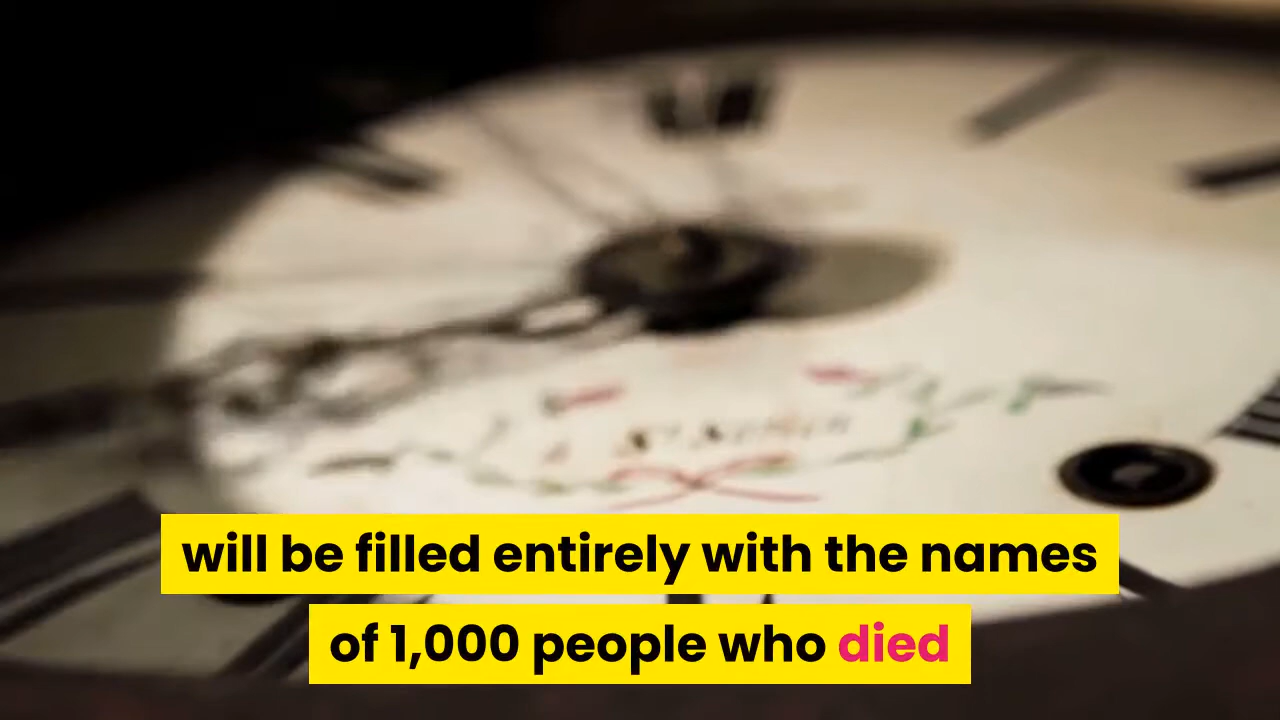 will be filled entirely with the names
of 1,000 people who died